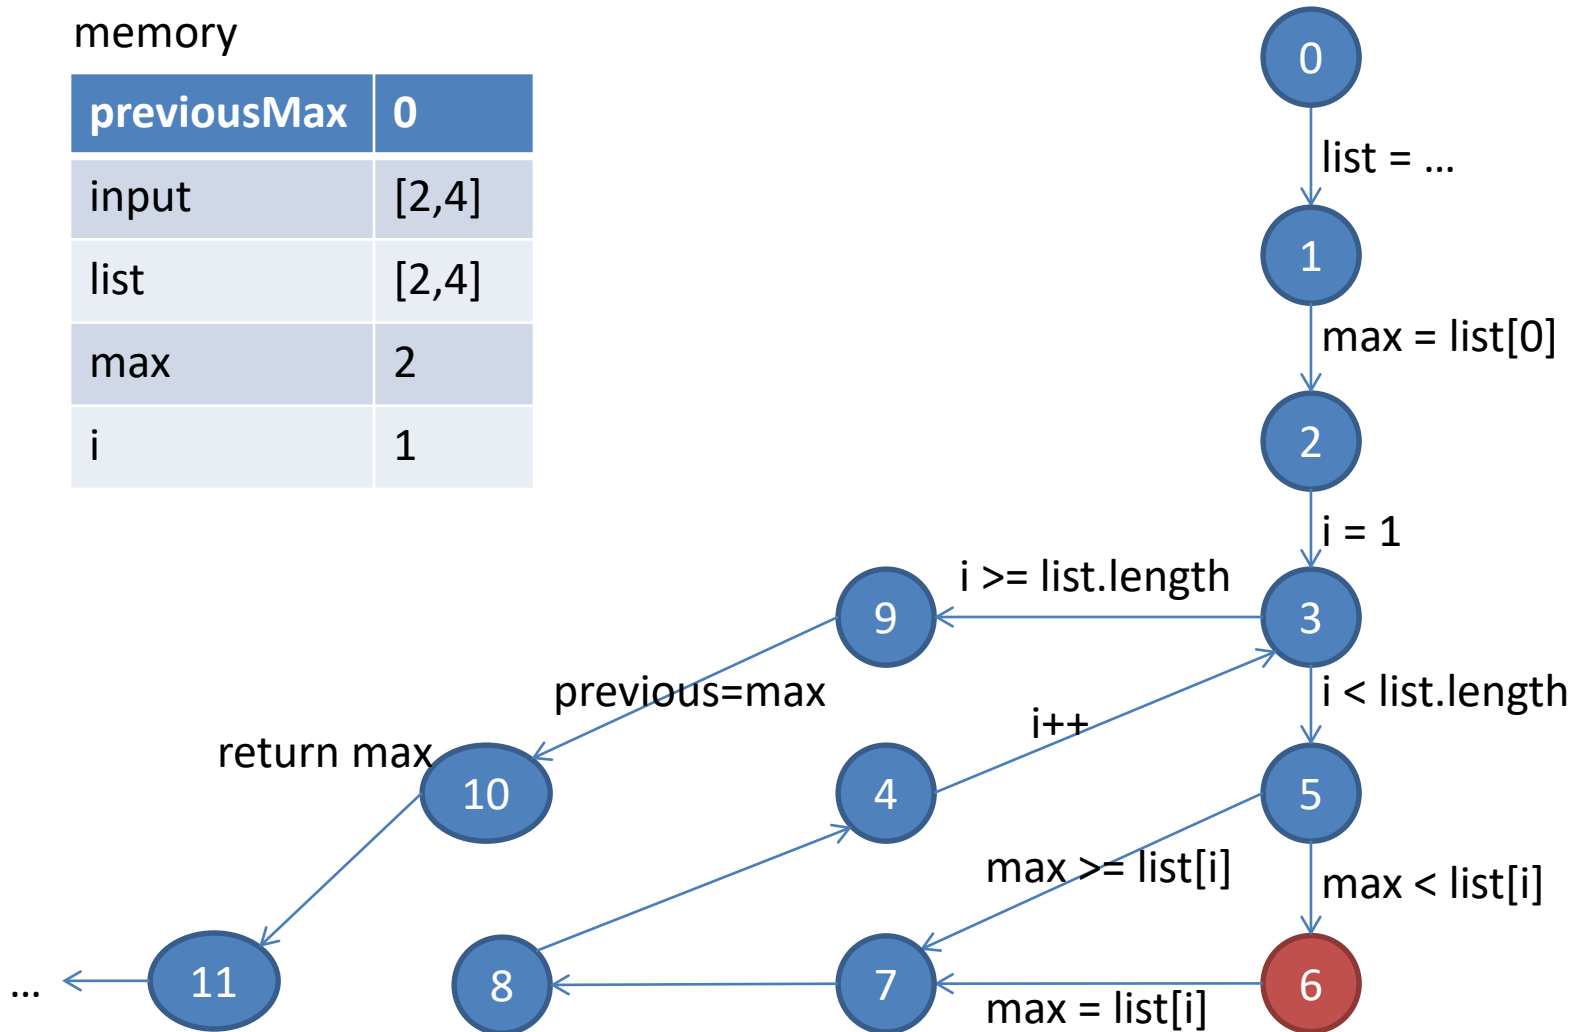 memory
previousMax 0
input [2,4]
list [2,4]
max 2
i 1
0
list = ...
1
max = list[0]
2
i = 1
i >= list.length
9
3
previous=max
i++
i < list.length
return max
10
4
5
max >= list[i]
max < list[i]
...
11
8
7
6
max = list[i]